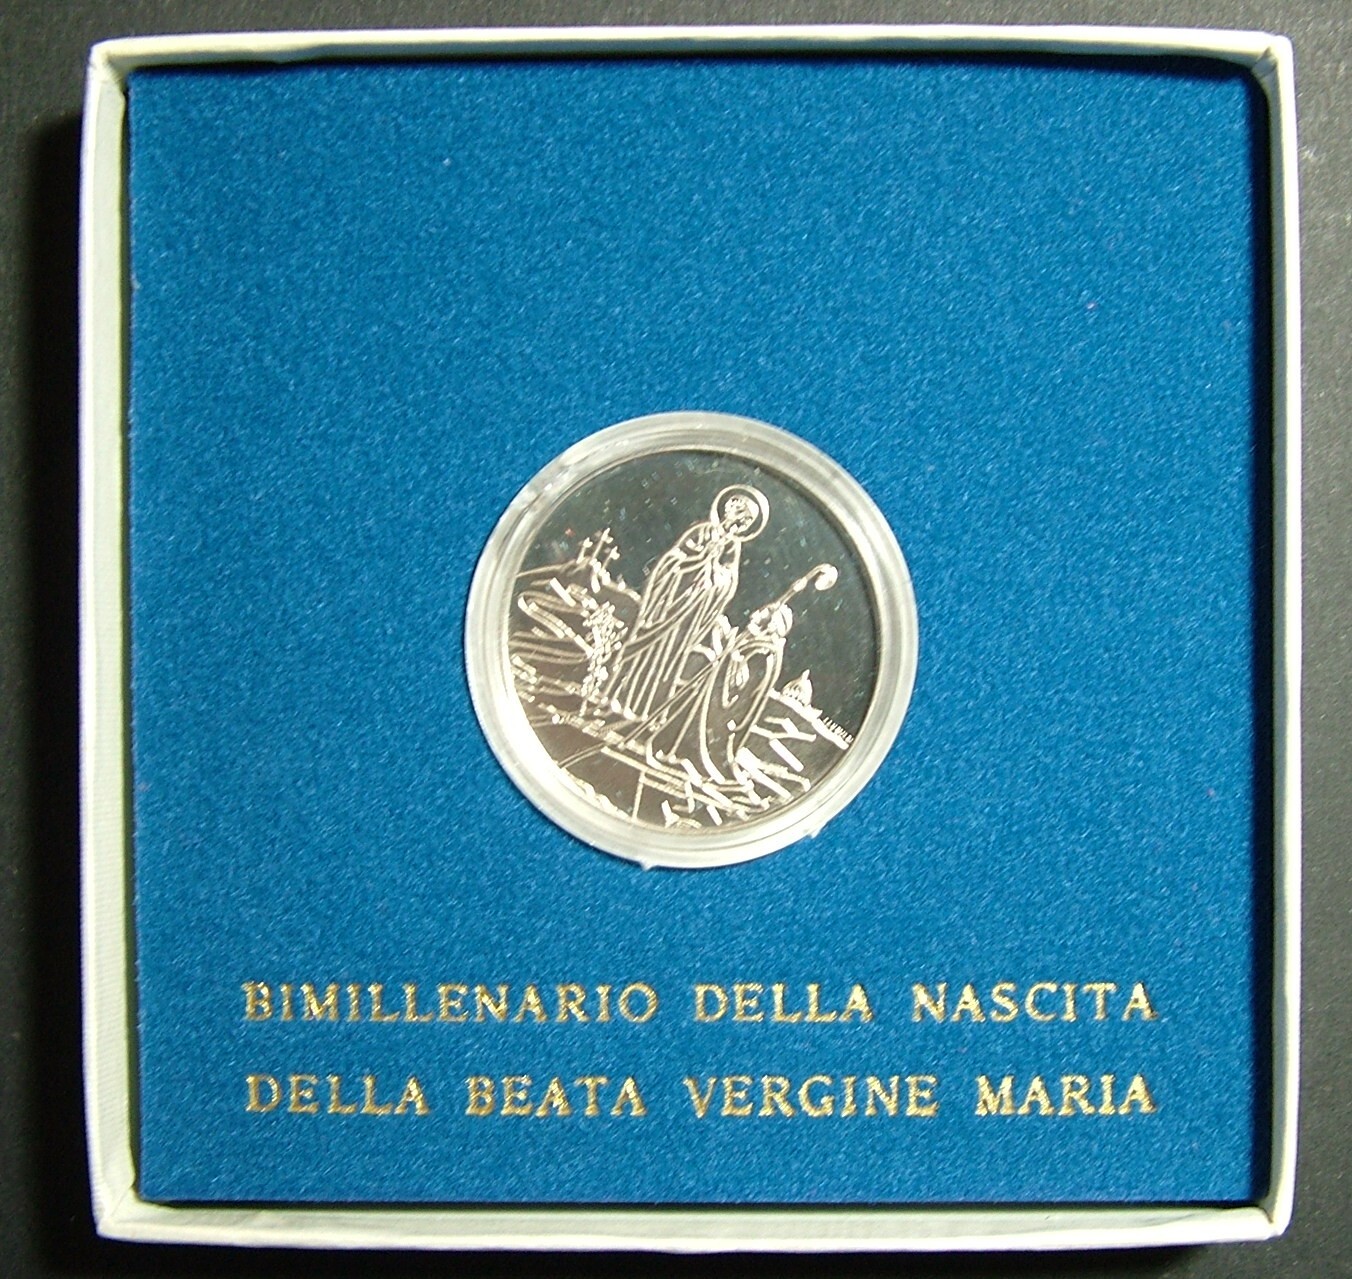 BIMILLENARIO DELLA NASCITA
DELLA BEATA VERGINE MARIA